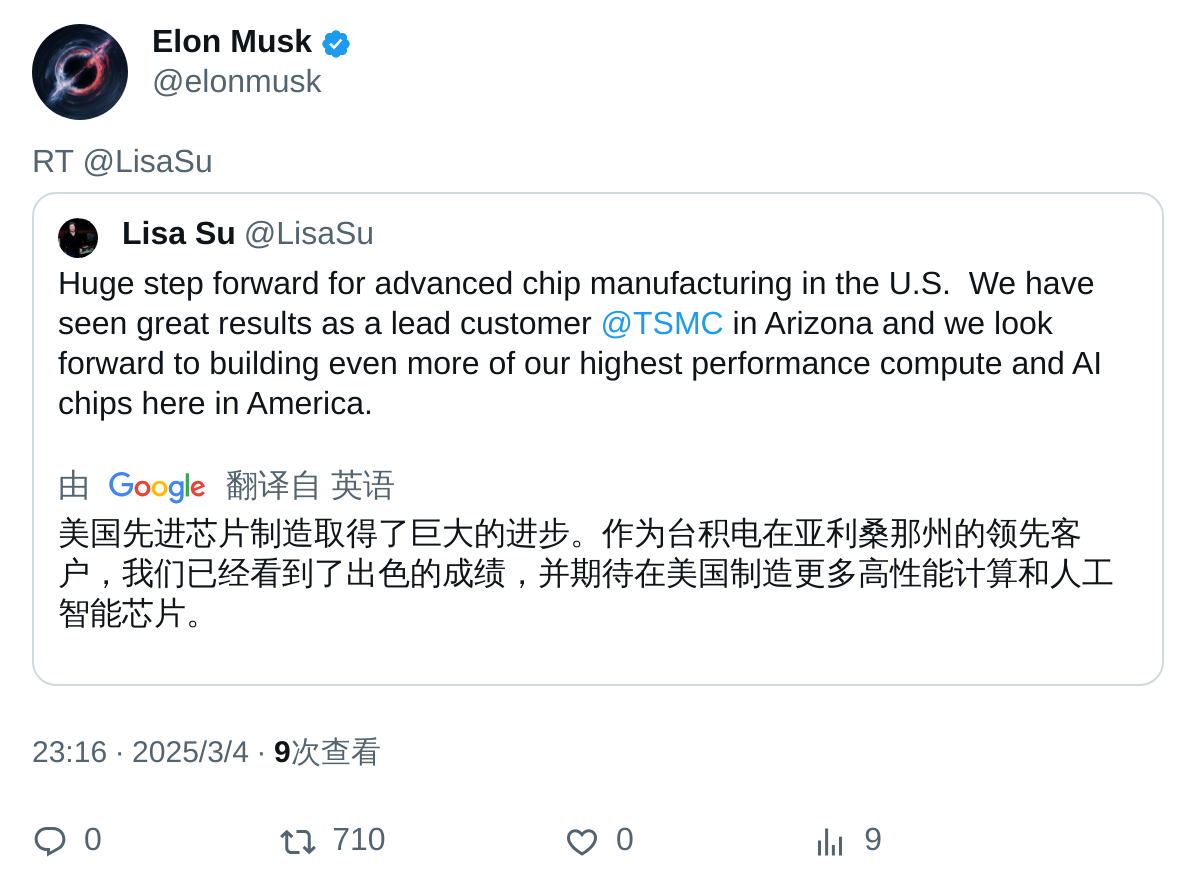 Elon Musk
@elonmusk
RT @LisaSu
Lisa Su @LisaSu
Huge step forward for advanced chip manufacturing in the U.S.  We have
seen great results as a lead customer @TSMC in Arizona and we look
forward to building even more of our highest performance compute and AI
chips here in America.
由 Google 翻译自 英语
美国先进芯片制造取得了巨大的进步。作为台积电在亚利桑那州的领先客
户，我们已经看到了出色的成绩，并期待在美国制造更多高性能计算和人工
智能芯片。
23:16 · 2025/3/4 · 9次查看
0 710 0 9